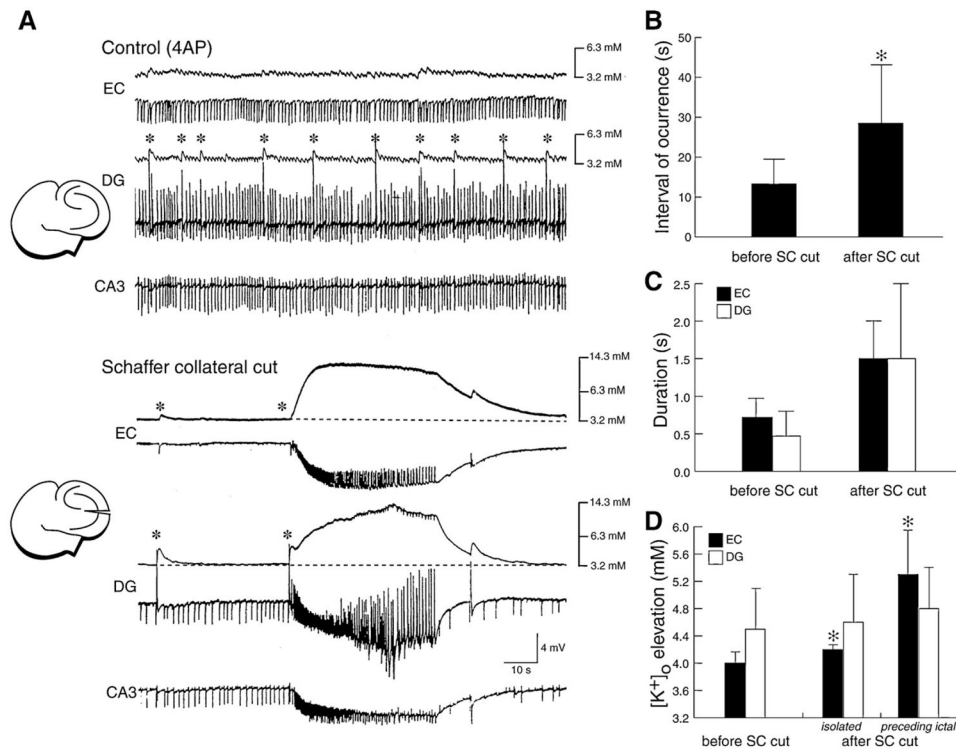 A
Control (4AP)
6.3 mM
3.2 mM
EC
* * * * * * * * * *
6.3 mM
3.2 mM
DG
CA3
Schaffer collateral cut
14.3 mM
6.3 mM
3.2 mM
* *
EC
14.3 mM
6.3 mM
3.2 mM
* *
DG
4 mV
10 s
CA3
B
Interval of ocurrence (s)
50
40
30
20
10
0
*
before SC cut after SC cut
C
Duration (s)
2.5
2.0
1.5
1.0
0.5
0.0
EC
DG
before SC cut after SC cut
D
[K+]o elevation (mM)
6.0
5.6
5.2
4.8
4.4
4.0
3.6
3.2
EC
DG
* *
isolated preceding ictal
before SC cut after SC cut